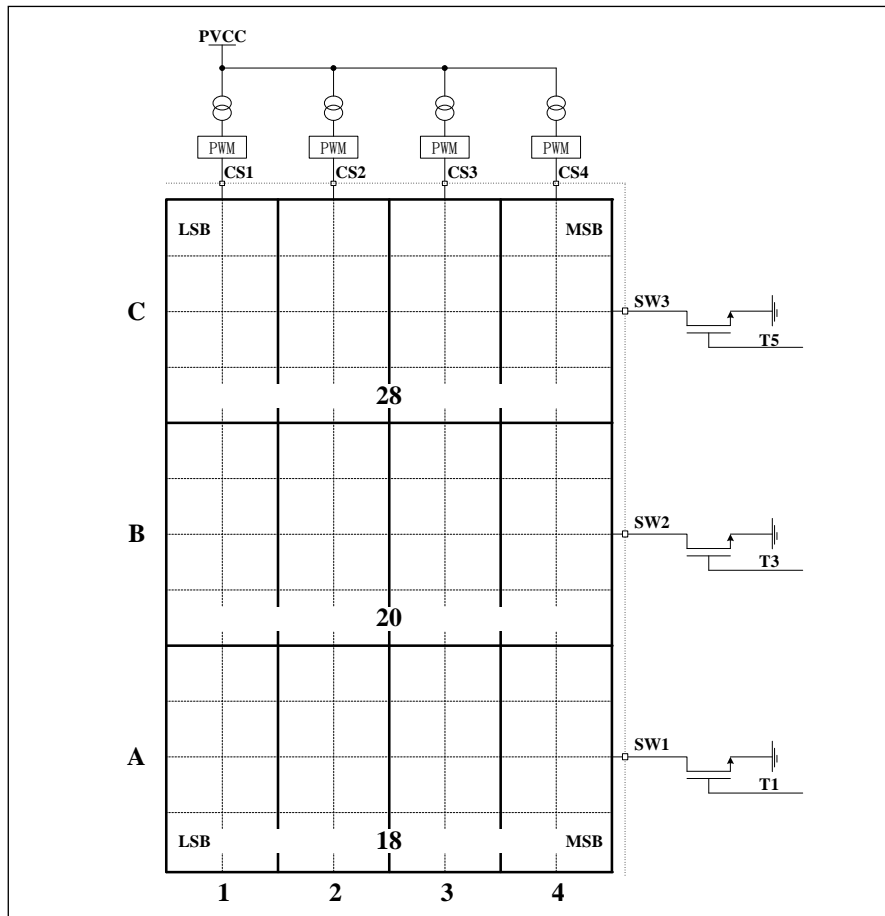 PVCC
PWM PWM PWM PWM
CS1 CS2 CS3 CS4
LSB MSB
C SW3
T5
28
B SW2
T3
20
A SW1
T1
LSB 18 MSB
1 2 3 4